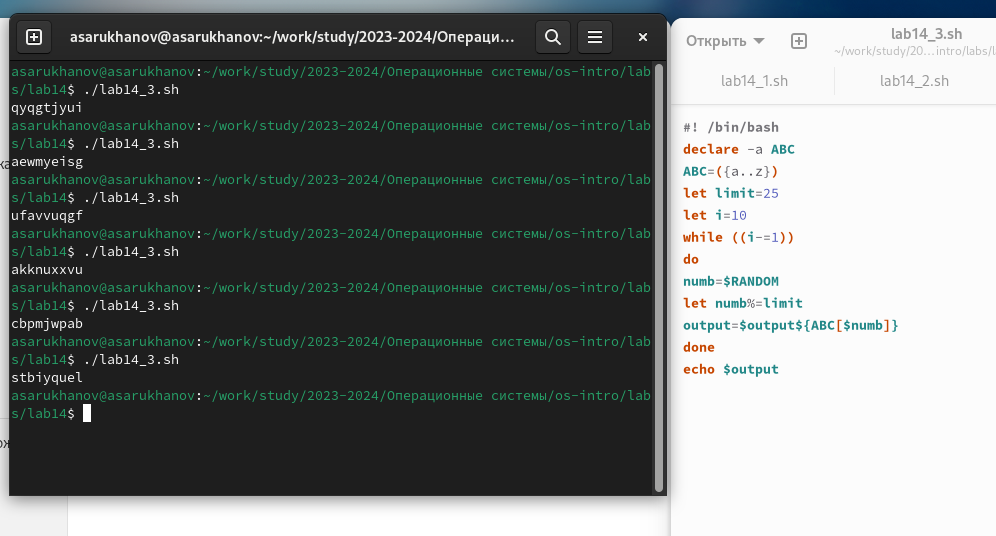 asarukhanov@asarukhanov:~/work/study/2023-2024/Операци...
asarukhanov@asarukhanov:~/work/study/2023-2024/Операционные системы/os-intro/lab
s/lab14$ ./lab14_3.sh
qyqgtjyui
asarukhanov@asarukhanov:~/work/study/2023-2024/Операционные системы/os-intro/lab
s/lab14$ ./lab14_3.sh
aewmyeisg
asarukhanov@asarukhanov:~/work/study/2023-2024/Операционные системы/os-intro/lab
s/lab14$ ./lab14_3.sh
ufavvuqgf
asarukhanov@asarukhanov:~/work/study/2023-2024/Операционные системы/os-intro/lab
s/lab14$ ./lab14_3.sh
akknuxxvu
asarukhanov@asarukhanov:~/work/study/2023-2024/Операционные системы/os-intro/lab
s/lab14$ ./lab14_3.sh
cbpmjwpab
asarukhanov@asarukhanov:~/work/study/2023-2024/Операционные системы/os-intro/lab
s/lab14$ ./lab14_3.sh
stbiyquel
asarukhanov@asarukhanov:~/work/study/2023-2024/Операционные системы/os-intro/lab
s/lab14$
Открыть
lab14_3.sh
~/work/study/20...intro/labs/l
lab14_1.sh
lab14_2.sh
#! /bin/bash
declare -a ABC
ABC=({a..z})
let limit=25
let i=10
while ((i-=1))
do
numb=$RANDOM
let numb%=limit
output=$output${ABC[$numb]}
done
echo $output